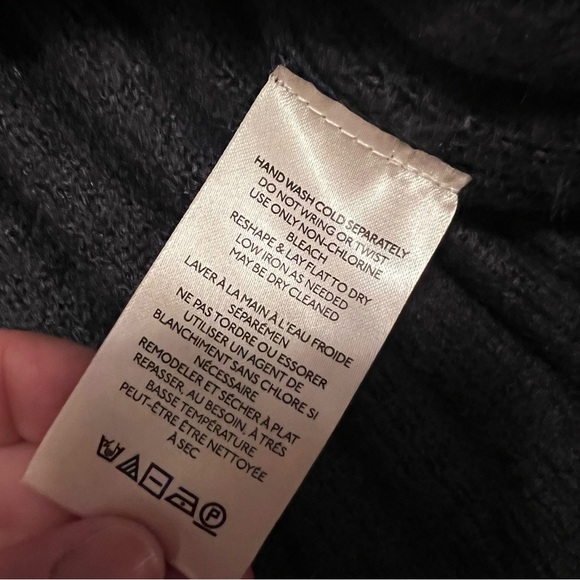 HAND WASH COLD SEPARATELY
DO NOT WRING OR TWIST
USE ONLY NON-CHLORINE
BLEACH
RESHAPE & LAY FLAT TO DRY
LOW IRON AS NEEDED
MAY BE DRY CLEANED
LAVER À LA MAIN À L'EAU FROIDE
SÉPARÉMEN
NE PAS TORDRE OU ESSORER
UTILISER UN AGENT DE
BLANCHIMENT SANS CHLORE SI
NÉCESSAIRE
REMODELER ET SÉCHER À PLAT
REPASSER, AU BESOIN, À TRÉS
BASSE TEMPÉRATURE
PEUT-ÊTRE ÊTRE NETTOYÉE
À SEC
P